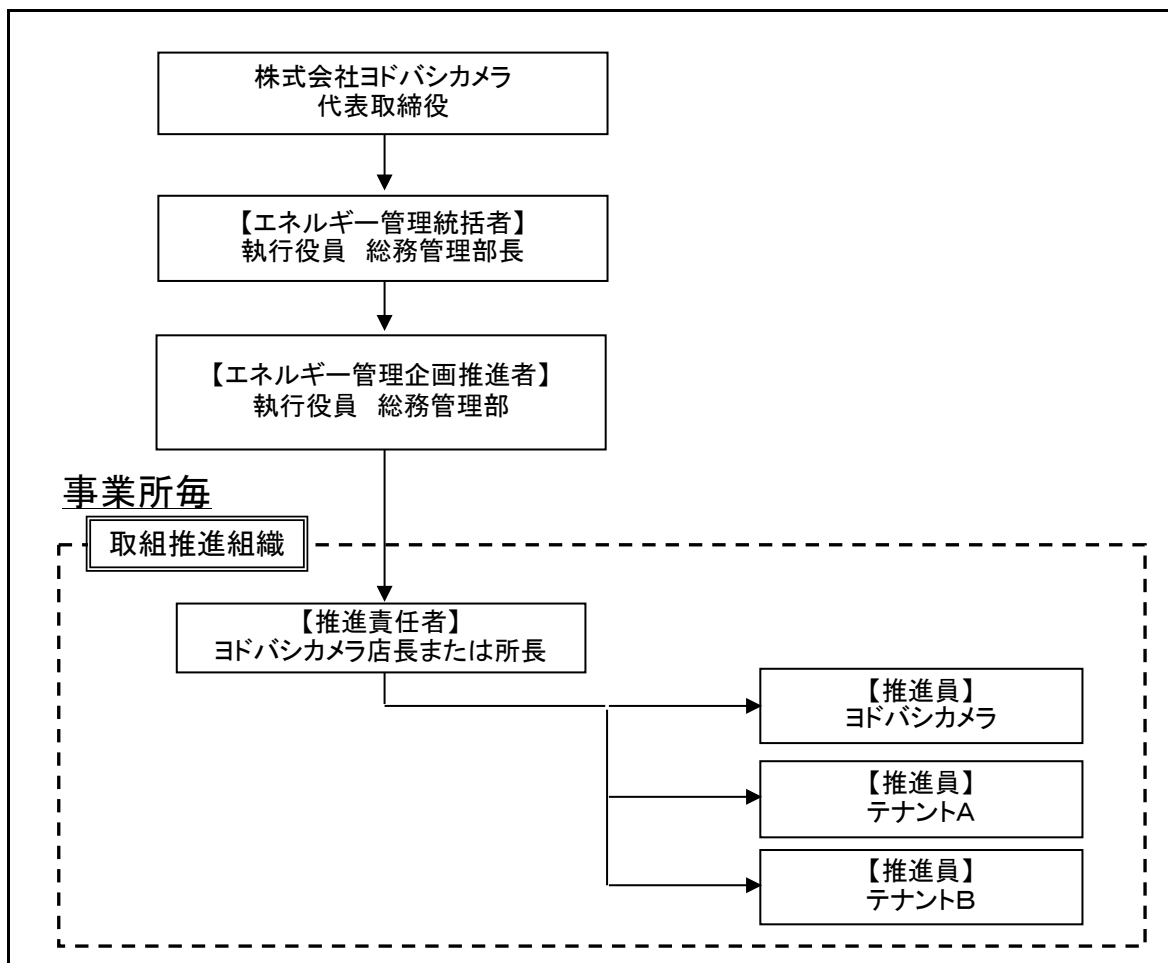 株式会社ヨドバシカメラ
代表取締役
【エネルギー管理統括者】
執行役員　総務管理部長
【エネルギー管理企画推進者】
執行役員　総務管理部
事業所毎
取組推進組織
【推進責任者】
ヨドバシカメラ店長または所長
【推進員】
ヨドバシカメラ
【推進員】
テナントA
【推進員】
テナントB